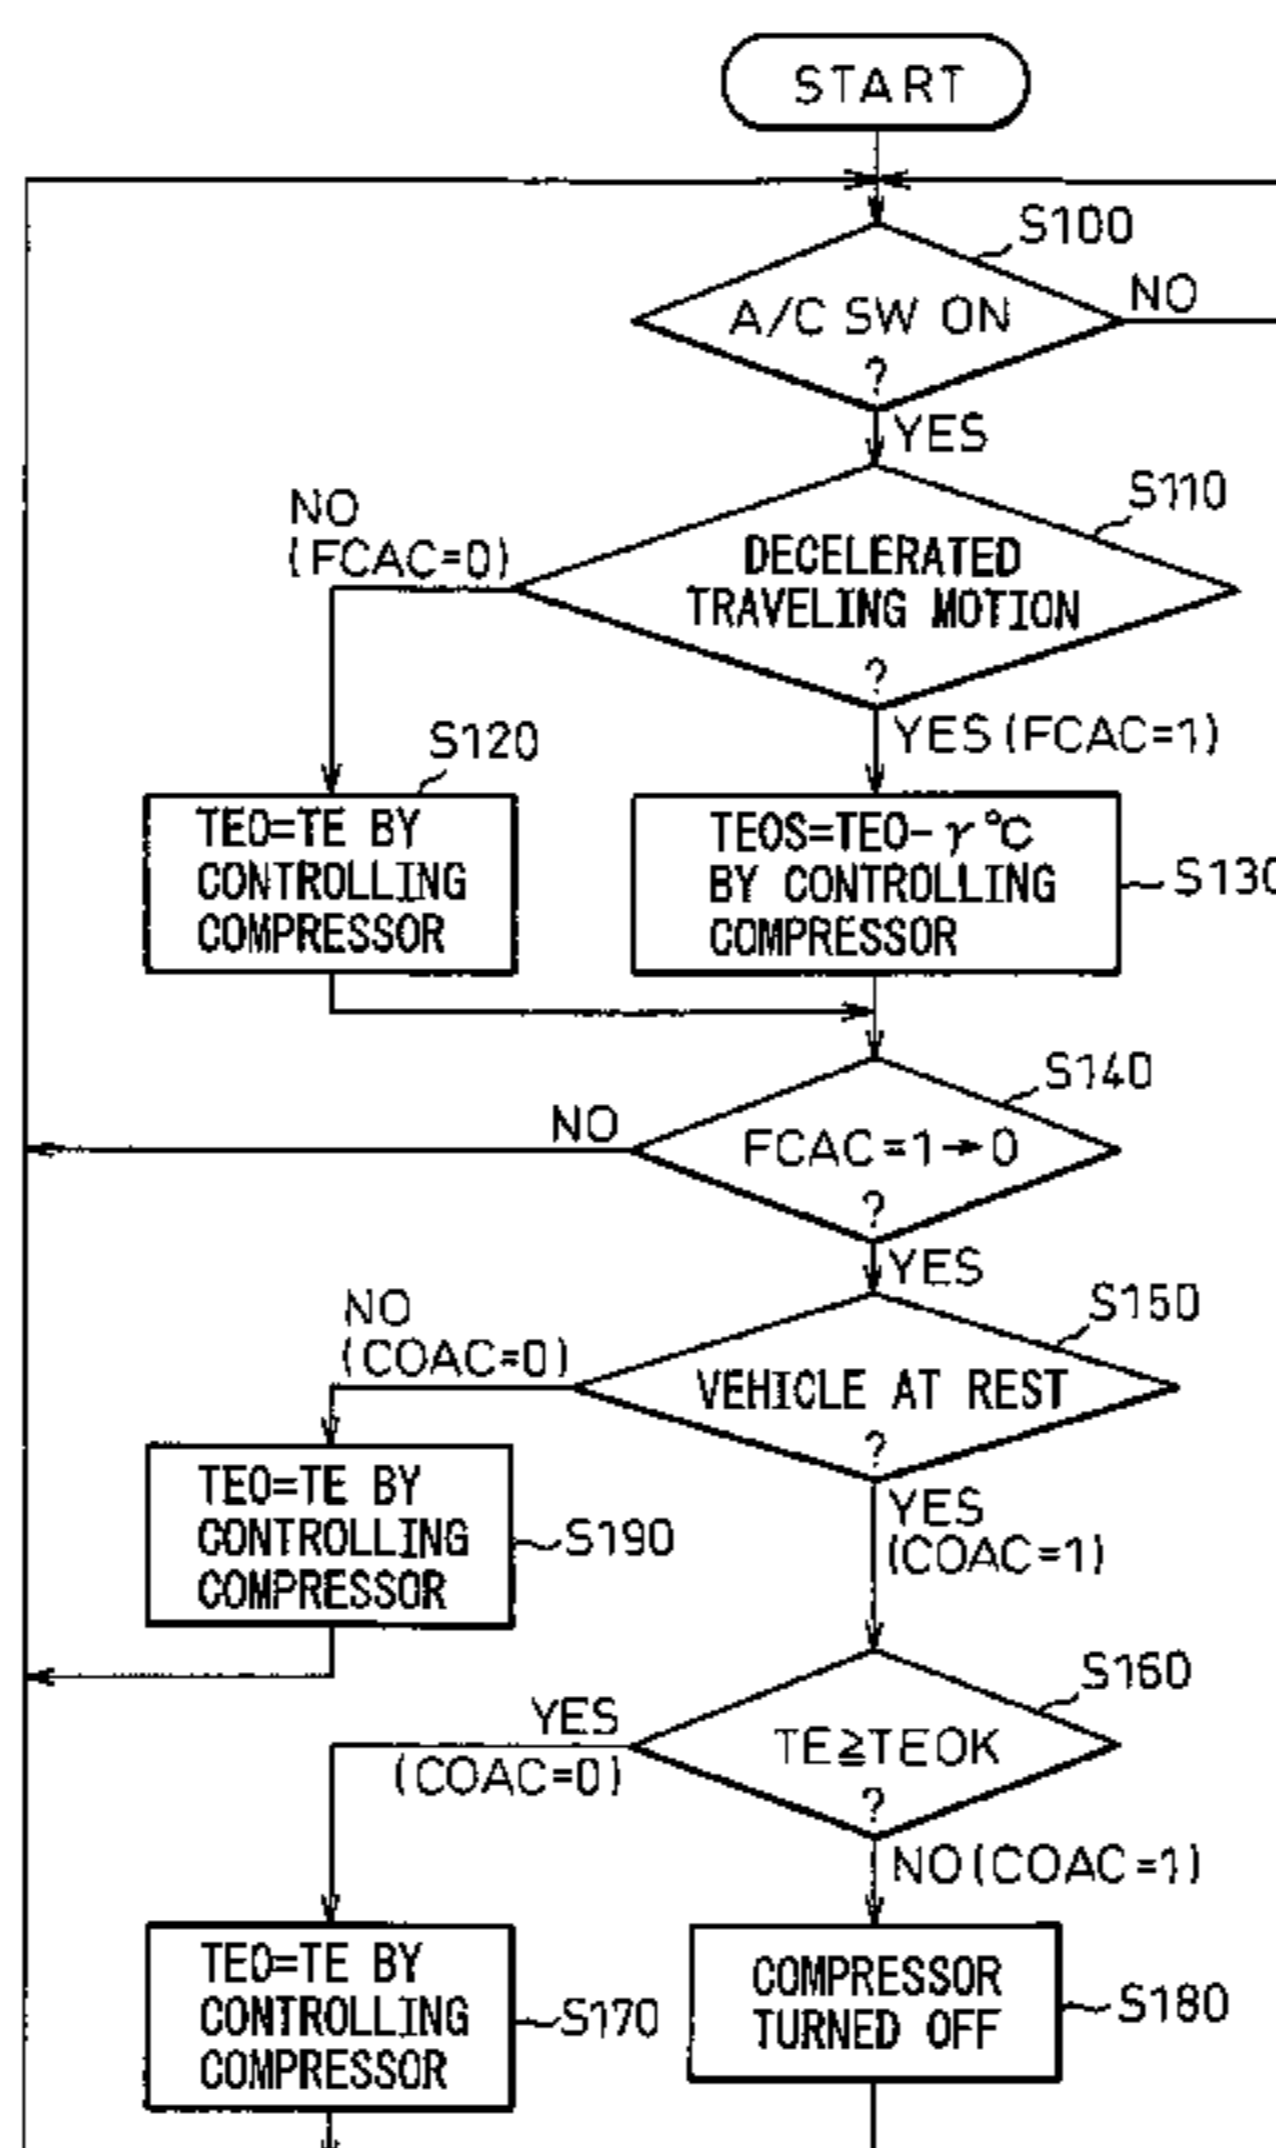 START
S100
A/C SW ON
?
NO
YES
S110
NO
(FCAC=0)
DECELERATED
TRAVELING MOTION
?
YES (FCAC=1)
S120
TEO=TE BY
CONTROLLING
COMPRESSOR
TEOS=TEO-γ°C
BY CONTROLLING
COMPRESSOR
S130
S140
NO
FCAC=1→0
?
YES
S150
NO
(COAC=0)
VEHICLE AT REST
?
YES
(COAC=1)
TEO=TE BY
CONTROLLING
COMPRESSOR
S190
S160
YES
(COAC=0)
TE≧TEOK
?
NO (COAC=1)
TEO=TE BY
CONTROLLING
COMPRESSOR
S170
COMPRESSOR
TURNED OFF
S180